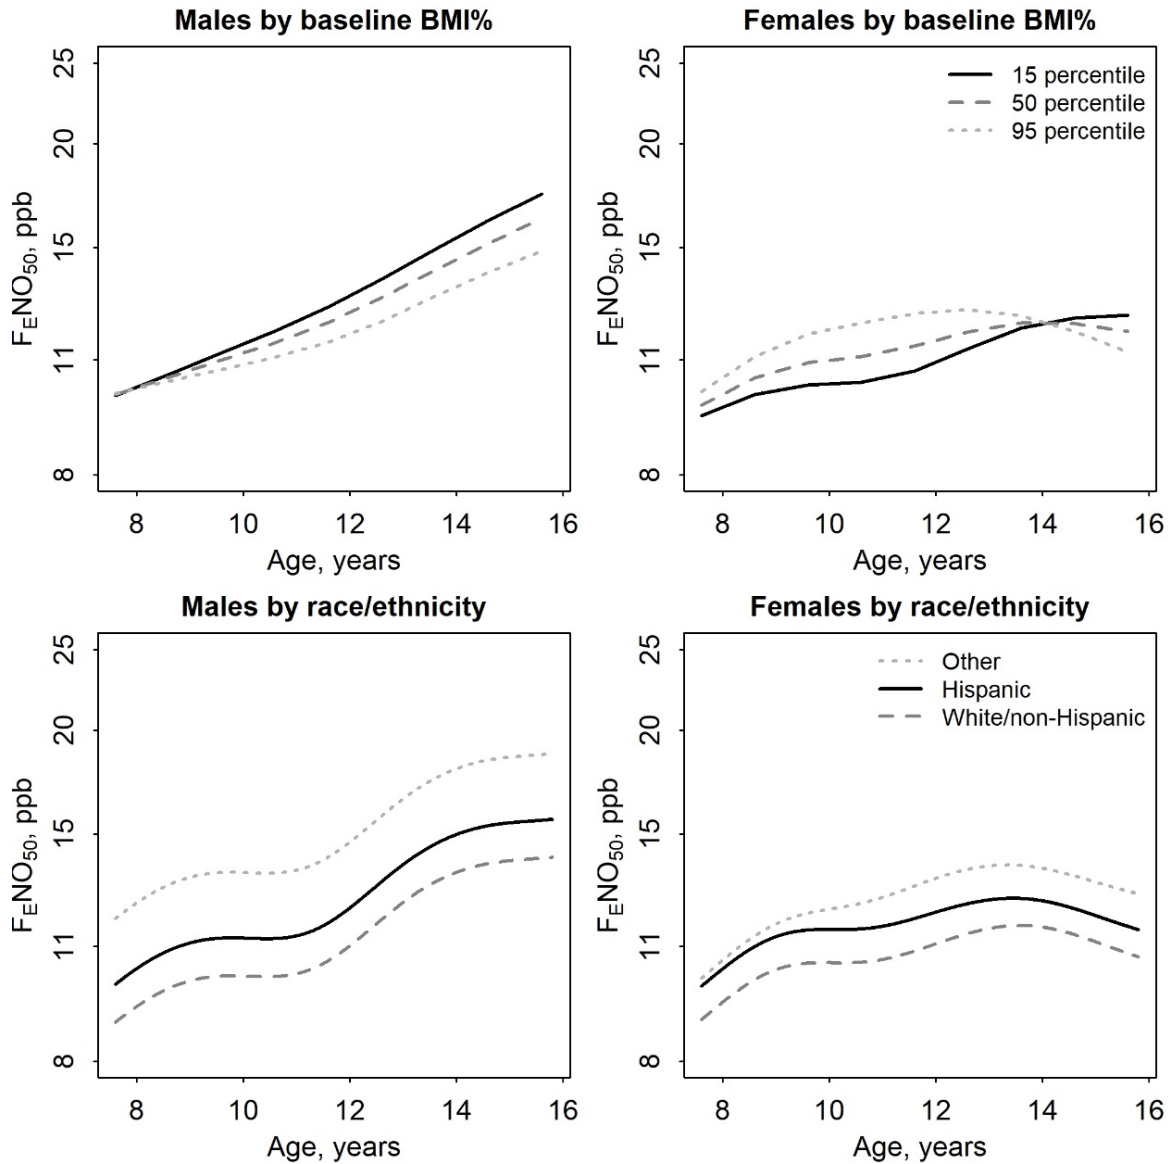 Males by baseline BMI%
25
20
15
11
8
FENO50, ppb
8 10 12 14 16
Age, years
Females by baseline BMI%
15 percentile
50 percentile
95 percentile
25
20
15
11
8
FENO50, ppb
8 10 12 14 16
Age, years
Males by race/ethnicity
25
20
15
11
8
FENO50, ppb
8 10 12 14 16
Age, years
Females by race/ethnicity
Other
Hispanic
White/non-Hispanic
25
20
15
11
8
FENO50, ppb
8 10 12 14 16
Age, years